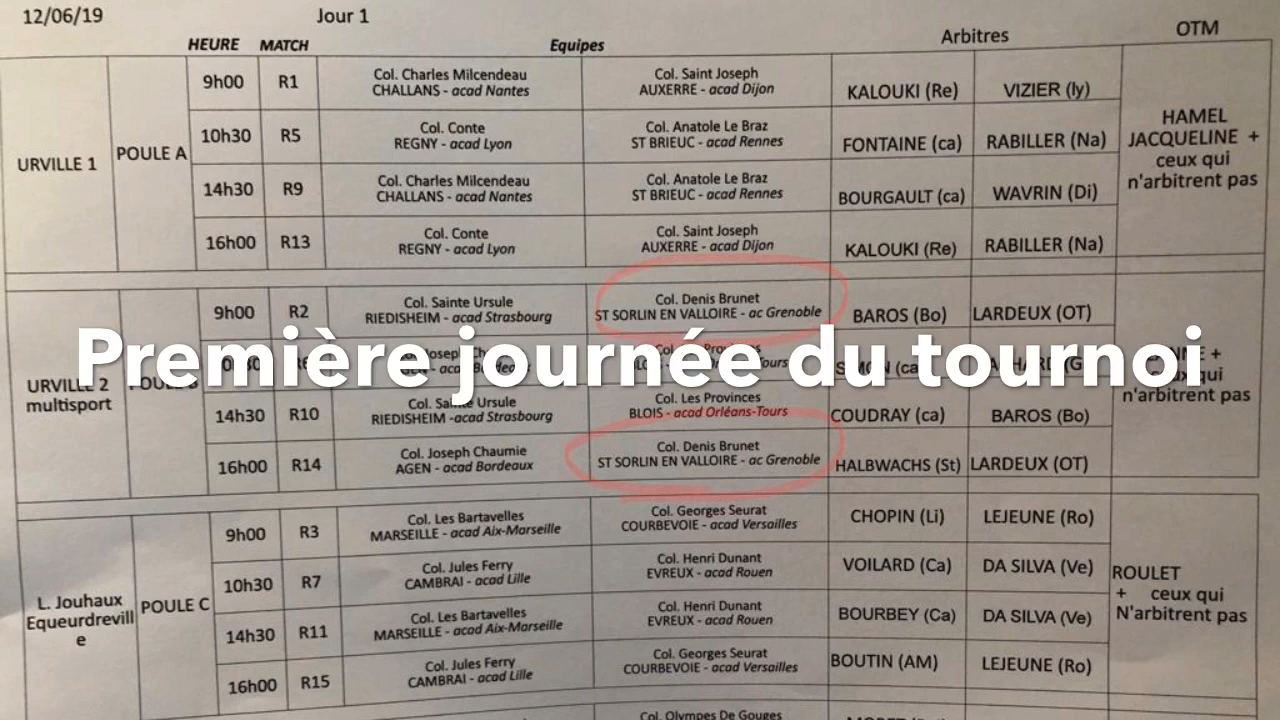 12/06/19 Jour 1
HEURE MATCH Equipes Arbitres OTM
URVILLE 1
POULE A
9h00 R1
Col. Charles Milcendeau
CHALLANS - acad Nantes
Col. Saint Joseph
AUXERRE - acad Dijon
KALOUKI (Re) VIZIER (ly)
10h30 R5
Col. Conte
REGNY - acad Lyon
Col. Anatole Le Braz
ST BRIEUC - acad Rennes
FONTAINE (ca) RABILLER (Na)
14h30 R9
Col. Charles Milcendeau
CHALLANS - acad Nantes
Col. Anatole Le Braz
ST BRIEUC - acad Rennes
BOURGAULT (ca) WAVRIN (Di)
16h00 R13
Col. Conte
REGNY - acad Lyon
Col. Saint Joseph
AUXERRE - acad Dijon
KALOUKI (Re) RABILLER (Na)
HAMEL
JACQUELINE +
ceux qui
n'arbitrent pas
URVILLE 2
multisport
9h00 R2
Col. Sainte Ursule
RIEDISHEIM - acad Strasbourg
Col. Denis Brunet
ST SORLIN EN VALLOIRE - ac Grenoble
BAROS (Bo) LARDEUX (OT)
Première journée du tournoi
14h30 R10
Col. Sainte Ursule
RIEDISHEIM -acad Strasbourg
Col. Les Provinces
BLOIS - acad Orléans-Tours
COUDRAY (ca) BAROS (Bo)
16h00 R14
Col. Joseph Chaumie
AGEN - acad Bordeaux
Col. Denis Brunet
ST SORLIN EN VALLOIRE - ac Grenoble
HALBWACHS (St) LARDEUX (OT)
n'arbitrent pas
L. Jouhaux
Equeurdrevill
e
POULE C
9h00 R3
Col. Les Bartavelles
MARSEILLE - acad Aix-Marseille
Col. Georges Seurat
COURBEVOIE - acad Versailles
CHOPIN (Li) LEJEUNE (Ro)
10h30 R7
Col. Jules Ferry
CAMBRAI - acad Lille
Col. Henri Dunant
EVREUX - acad Rouen
VOILARD (Ca) DA SILVA (Ve)
14h30 R11
Col. Les Bartavelles
MARSEILLE - acad Aix-Marseille
Col. Henri Dunant
EVREUX - acad Rouen
BOURBEY (Ca) DA SILVA (Ve)
16h00 R15
Col. Jules Ferry
CAMBRAI - acad Lille
Col. Georges Seurat
COURBEVOIE - acad Versailles
BOUTIN (AM) LEJEUNE (Ro)
ROULET
+ ceux qui
N'arbitrent pas
Col. Olympes De Gouges